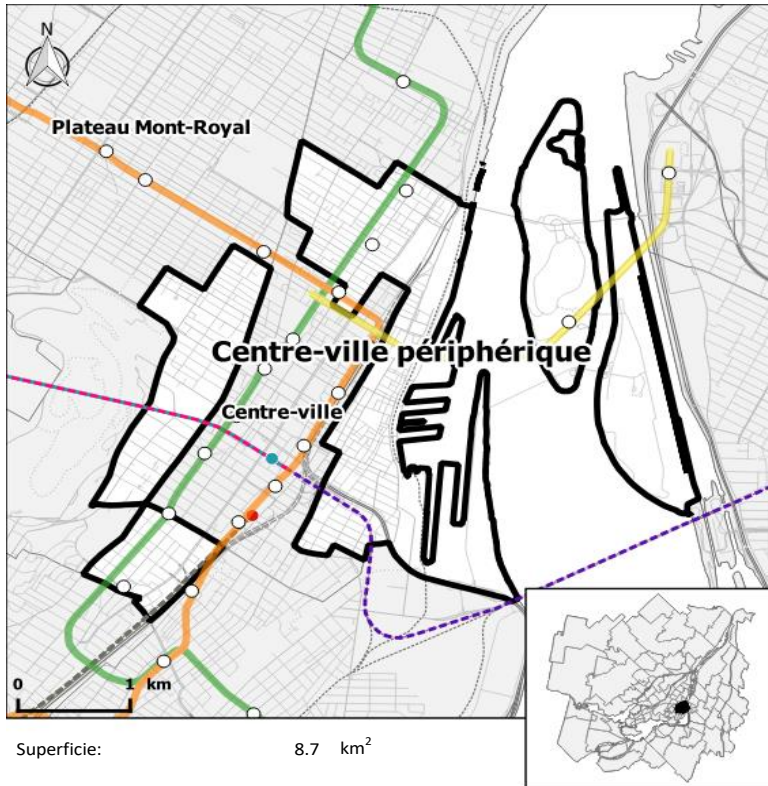 N
Plateau Mont-Royal
Centre-ville périphérique
Centre-ville
0 1 km
Superficie: 8.7 km²